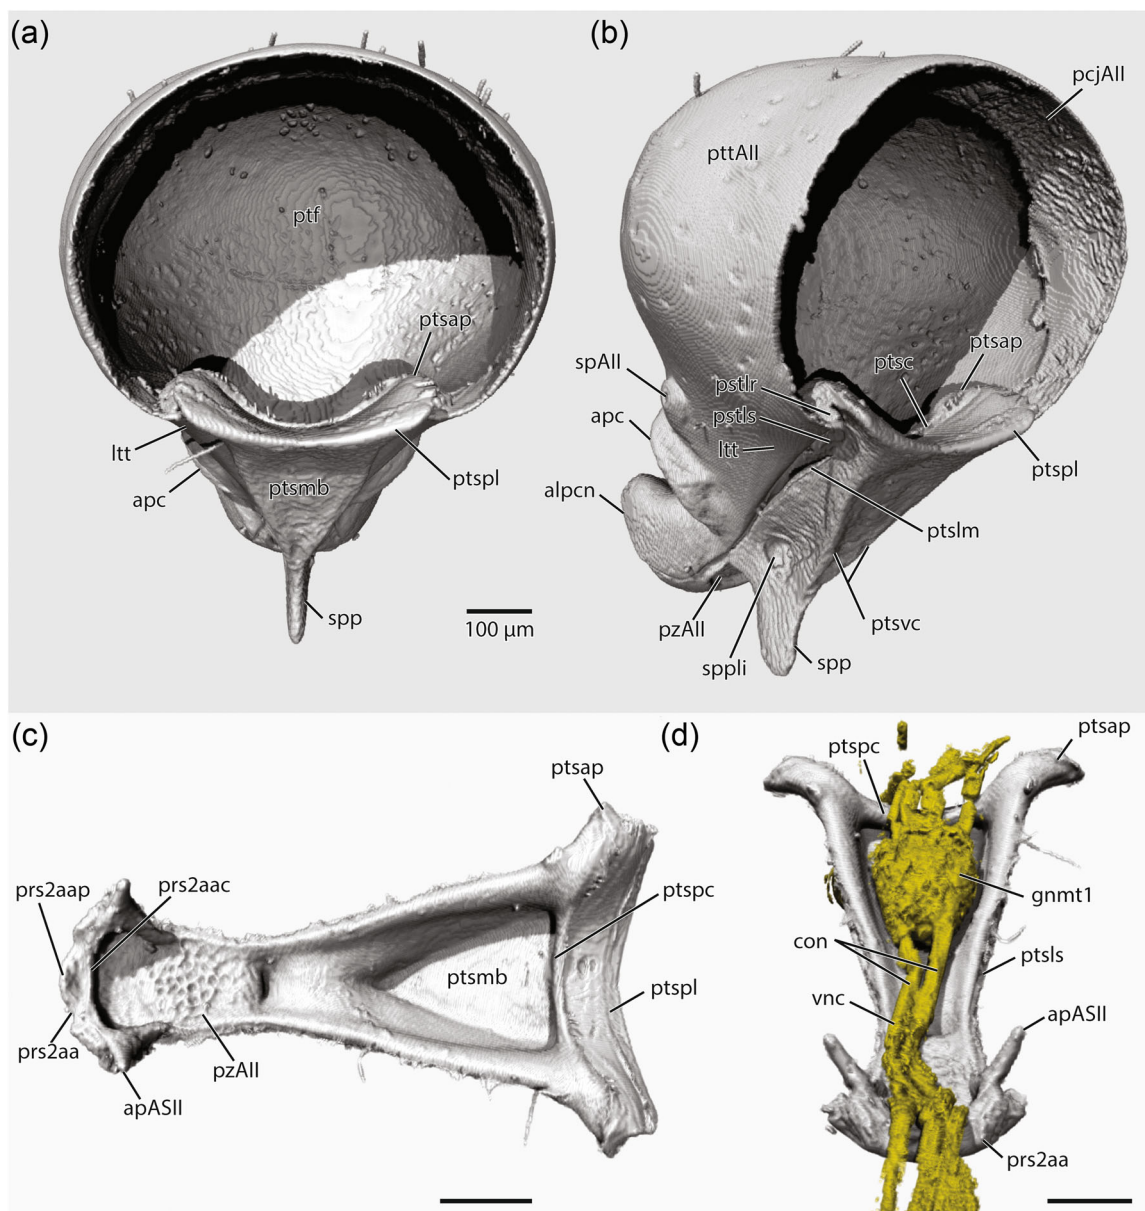 (a)
ptf
ptsap
ltt
apc
ptsmb
ptspl
spp
100 µm
(b)
pcjAII
pttAII
ptsap
ptsc
spAII
pstlr
apc
pstls
ltt
alpcn
ptspl
ptslm
pzAII
ptsvc
sppli
spp
(c)
ptsap
prs2aap
prs2aac
ptspc
ptsmb
ptspl
prs2aa
pzAII
apASII
(d)
ptspc
ptsap
gnmt1
con
ptsls
vnc
apASII
prs2aa